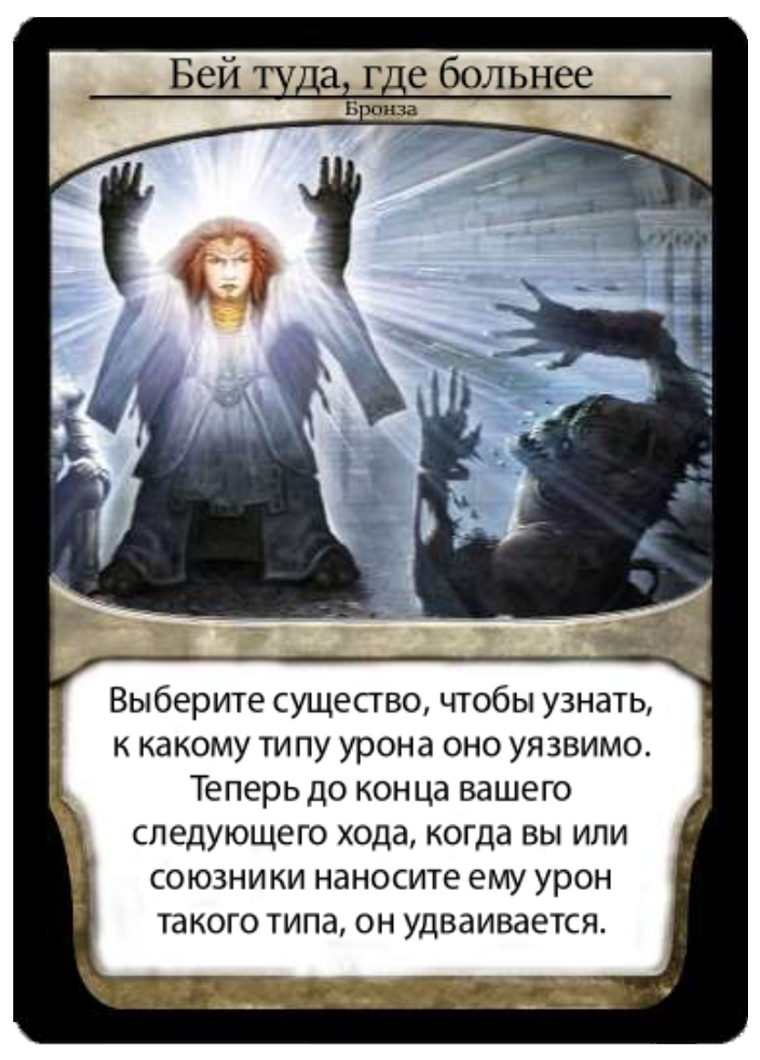 Бей туда, где больнее
Бронза
Выберите существо, чтобы узнать,
к какому типу урона оно уязвимо.
Теперь до конца вашего
следующего хода, когда вы или
союзники наносите ему урон
такого типа, он удваивается.